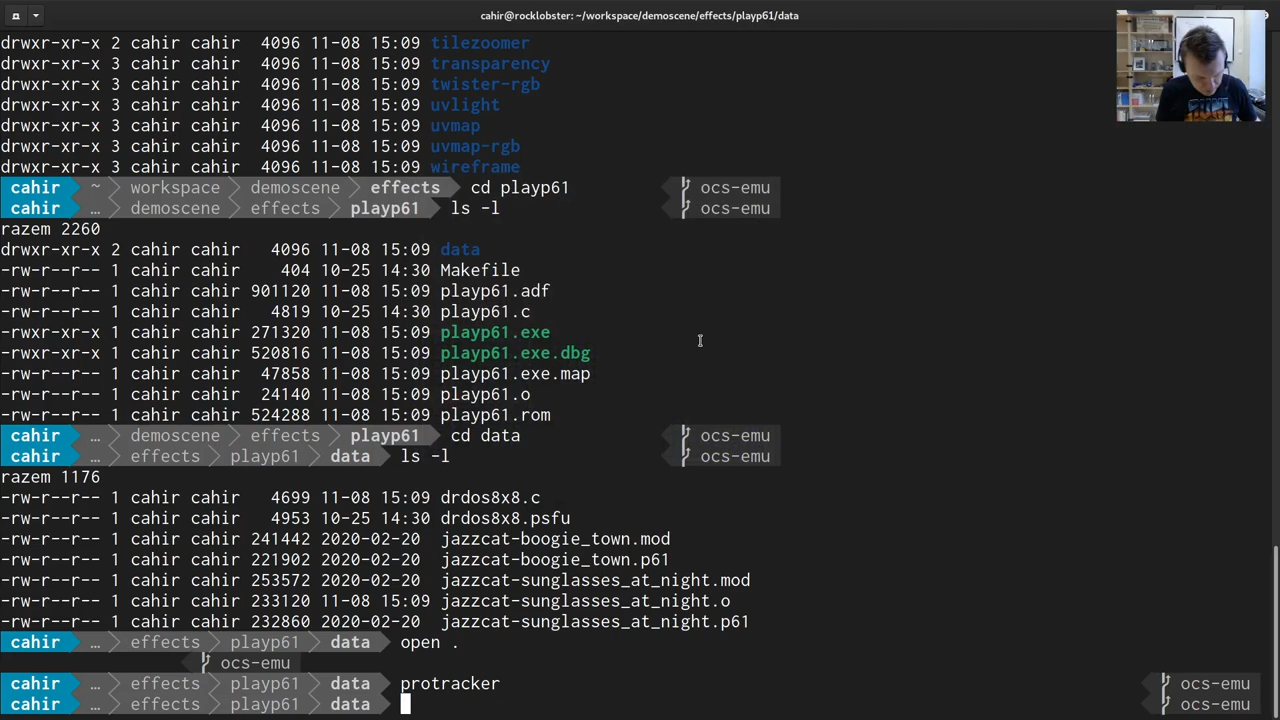 cahir@rocklobster: ~/workspace/demoscene/effects/playp61/data
drwxr-xr-x 2 cahir cahir 4096 11-08 15:09 tilezoomer
drwxr-xr-x 3 cahir cahir 4096 11-08 15:09 transparency
drwxr-xr-x 3 cahir cahir 4096 11-08 15:09 twister-rgb
drwxr-xr-x 3 cahir cahir 4096 11-08 15:09 uvlight
drwxr-xr-x 3 cahir cahir 4096 11-08 15:09 uvmap
drwxr-xr-x 3 cahir cahir 4096 11-08 15:09 uvmap-rgb
drwxr-xr-x 3 cahir cahir 4096 11-08 15:09 wireframe
cahir ~ workspace demoscene effects cd playp61 ocs-emu
cahir … demoscene effects playp61 ls -l ocs-emu
razem 2260
drwxr-xr-x 2 cahir cahir 4096 11-08 15:09 data
-rw-r--r-- 1 cahir cahir 404 10-25 14:30 Makefile
-rw-r--r-- 1 cahir cahir 901120 11-08 15:09 playp61.adf
-rw-r--r-- 1 cahir cahir 4819 10-25 14:30 playp61.c
-rwxr-xr-x 1 cahir cahir 271320 11-08 15:09 playp61.exe
-rwxr-xr-x 1 cahir cahir 520816 11-08 15:09 playp61.exe.dbg
-rw-r--r-- 1 cahir cahir 47858 11-08 15:09 playp61.exe.map
-rw-r--r-- 1 cahir cahir 24140 11-08 15:09 playp61.o
-rw-r--r-- 1 cahir cahir 524288 11-08 15:09 playp61.rom
cahir … demoscene effects playp61 cd data ocs-emu
cahir … effects playp61 data ls -l ocs-emu
razem 1176
-rw-r--r-- 1 cahir cahir 4699 11-08 15:09 drdos8x8.c
-rw-r--r-- 1 cahir cahir 4953 10-25 14:30 drdos8x8.psfu
-rw-r--r-- 1 cahir cahir 241442 2020-02-20 jazzcat-boogie_town.mod
-rw-r--r-- 1 cahir cahir 221902 2020-02-20 jazzcat-boogie_town.p61
-rw-r--r-- 1 cahir cahir 253572 2020-02-20 jazzcat-sunglasses_at_night.mod
-rw-r--r-- 1 cahir cahir 233120 11-08 15:09 jazzcat-sunglasses_at_night.o
-rw-r--r-- 1 cahir cahir 232860 2020-02-20 jazzcat-sunglasses_at_night.p61
cahir … effects playp61 data open .
ocs-emu
cahir … effects playp61 data protracker ocs-emu
cahir … effects playp61 data ocs-emu